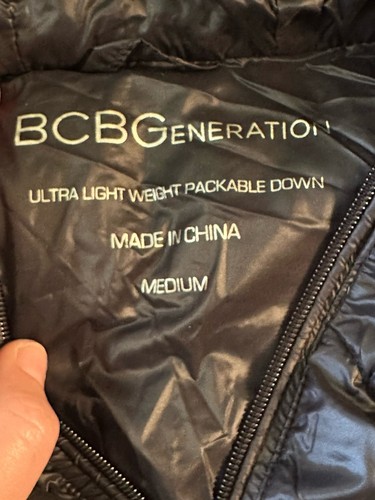 BCBGENERATION
ULTRA LIGHT WEIGHT PACKABLE DOWN
MADE IN CHINA
MEDIUM